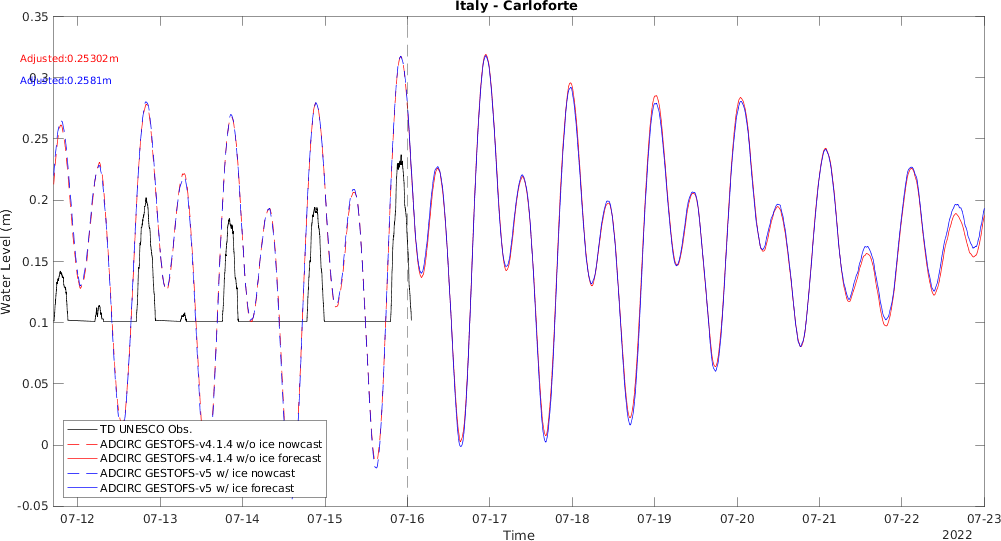 Italy - Carloforte
0.35
Adjusted:0.25302m
0.3
Adjusted:0.2581m
0.25
0.2
0.15
0.1
0.05
0
-0.05
Water Level (m)
TD UNESCO Obs.
ADCIRC GESTOFS-v4.1.4 w/o ice nowcast
ADCIRC GESTOFS-v4.1.4 w/o ice forecast
ADCIRC GESTOFS-v5 w/ ice nowcast
ADCIRC GESTOFS-v5 w/ ice forecast
07-12 07-13 07-14 07-15 07-16 07-17 07-18 07-19 07-20 07-21 07-22 07-23
Time
2022